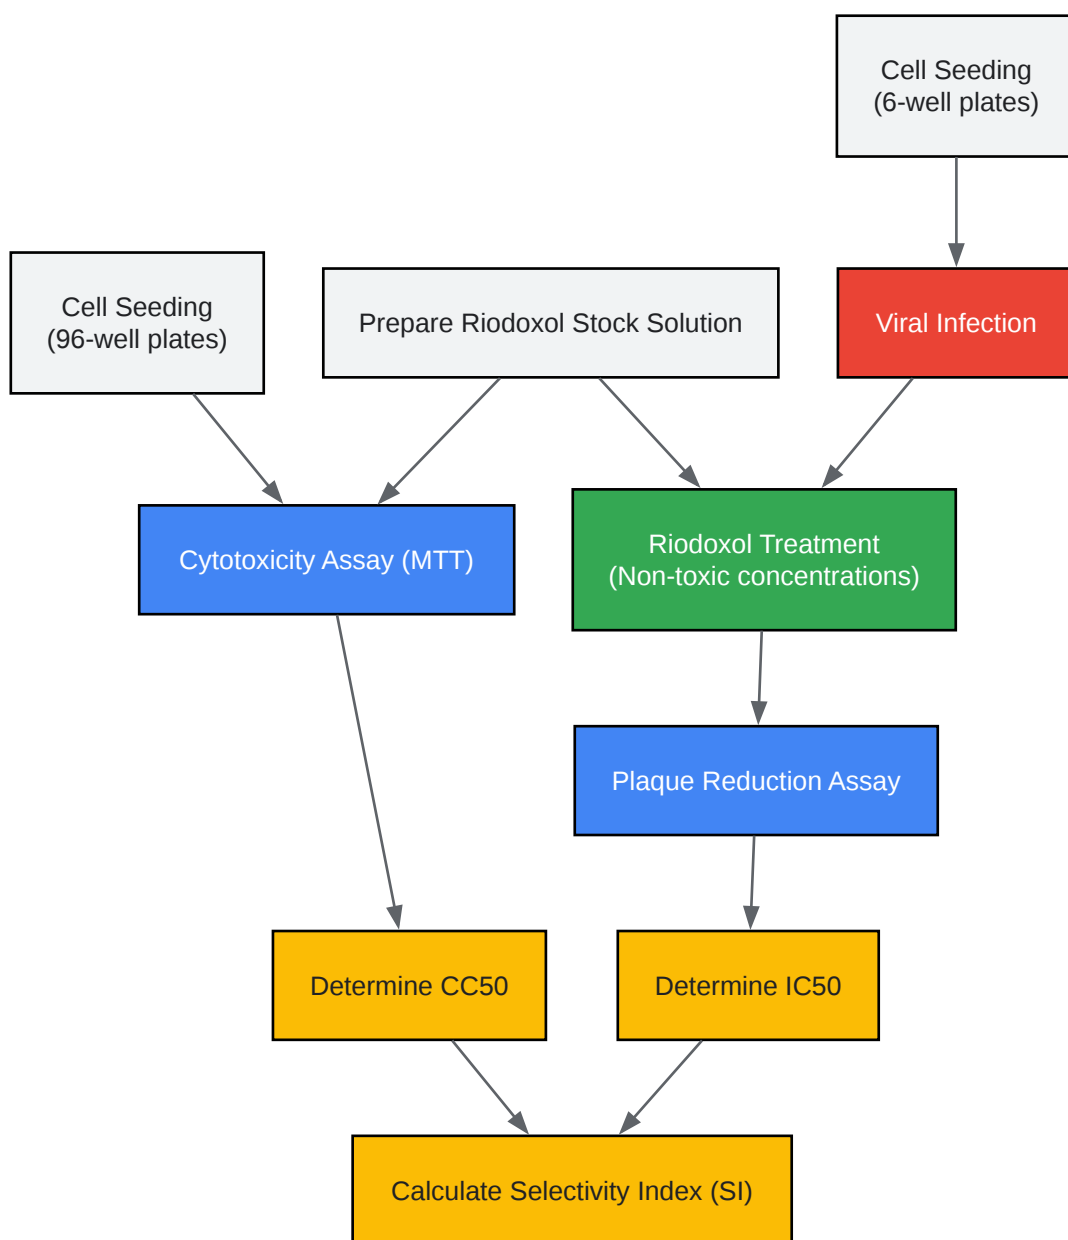 Cell Seeding
(6-well plates)
Cell Seeding
(96-well plates)
Prepare Riodoxol Stock Solution
Viral Infection
Cytotoxicity Assay (MTT)
Riodoxol Treatment
(Non-toxic concentrations)
Plaque Reduction Assay
Determine CC50
Determine IC50
Calculate Selectivity Index (SI)